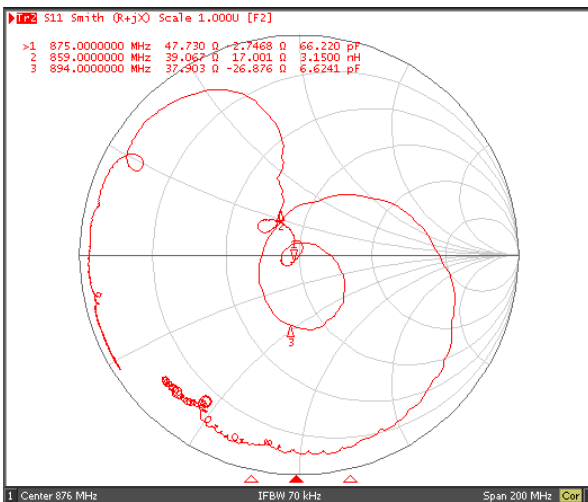 Tr2 S11 Smith (R+jX) Scale 1.000U [F2]
>1 875.0000000 MHz 47.730 Ω -2.7468 Ω 66.220 pF
2 859.0000000 MHz 39.067 Ω 17.001 Ω 3.1500 nH
3 894.0000000 MHz 37.903 Ω -26.876 Ω 6.6241 pF
2
1
3
1 Center 876 MHz IFBW 70 kHz Span 200 MHz Cor